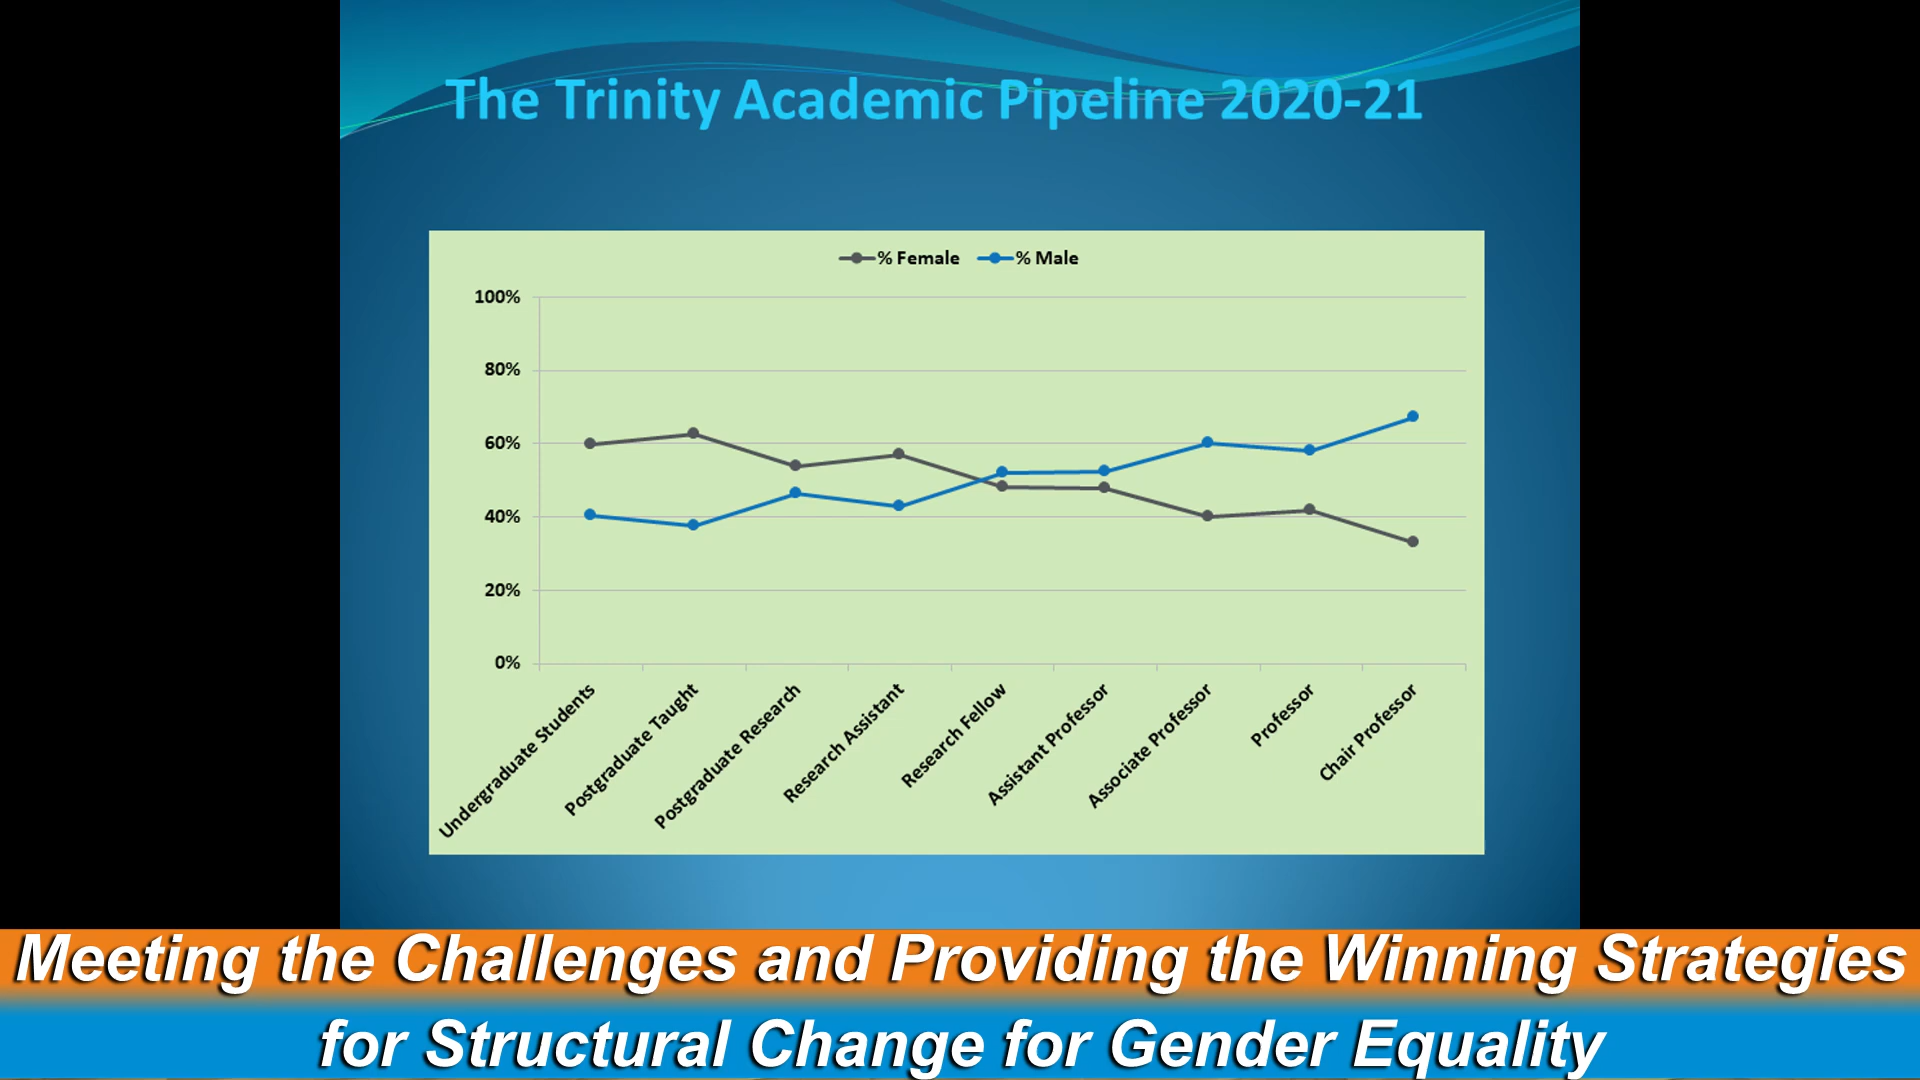 The Trinity Academic Pipeline 2020-21
% Female % Male
100%
80%
60%
40%
20%
0%
Undergraduate Students
Postgraduate Taught
Postgraduate Research
Research Assistant
Research Fellow
Assistant Professor
Associate Professor
Professor
Chair Professor
Meeting the Challenges and Providing the Winning Strategies
for Structural Change for Gender Equality